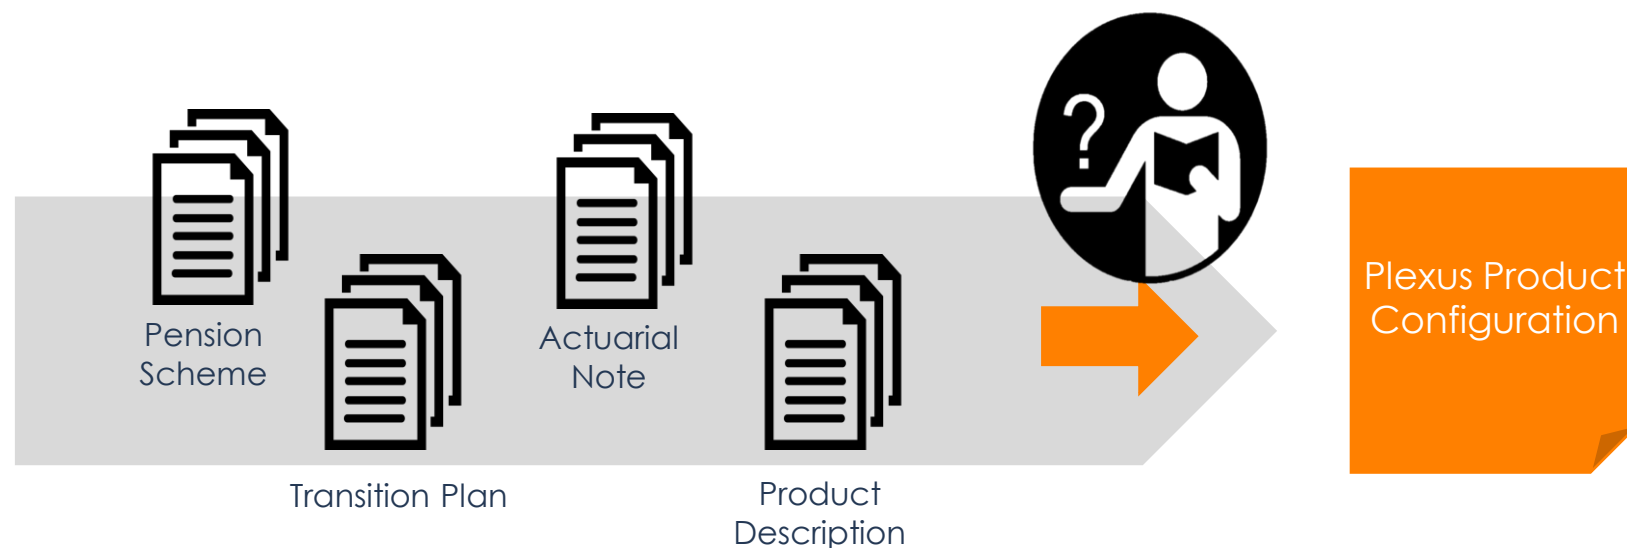 Pension
Scheme
Transition Plan
Actuarial
Note
Product
Description
?
Plexus Product
Configuration